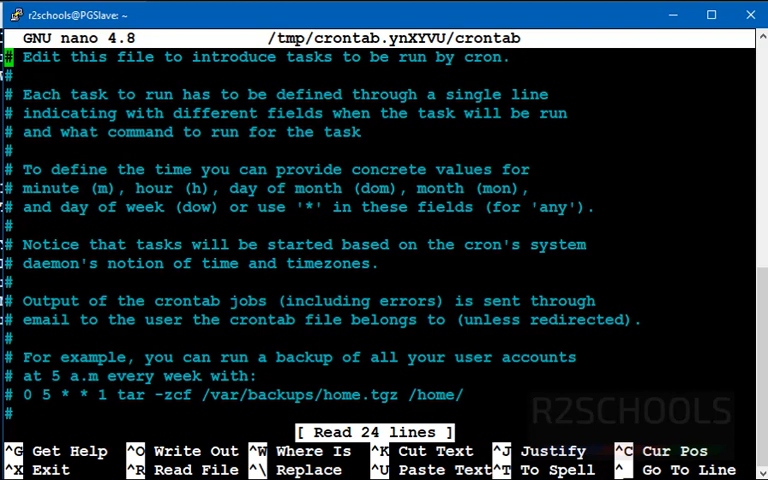 r2schools@PGSlave: ~
GNU nano 4.8 /tmp/crontab.ynXYVU/crontab
# Edit this file to introduce tasks to be run by cron.
#
# Each task to run has to be defined through a single line
# indicating with different fields when the task will be run
# and what command to run for the task
#
# To define the time you can provide concrete values for
# minute (m), hour (h), day of month (dom), month (mon),
# and day of week (dow) or use '*' in these fields (for 'any').
#
# Notice that tasks will be started based on the cron's system
# daemon's notion of time and timezones.
#
# Output of the crontab jobs (including errors) is sent through
# email to the user the crontab file belongs to (unless redirected).
#
# For example, you can run a backup of all your user accounts
# at 5 a.m every week with:
# 0 5 * * 1 tar -zcf /var/backups/home.tgz /home/
#
R2SCHOOLS
[ Read 24 lines ]
^G Get Help ^O Write Out ^W Where Is ^K Cut Text ^J Justify ^C Cur Pos
^X Exit ^R Read File ^\ Replace ^U Paste Text^T To Spell ^_ Go To Line